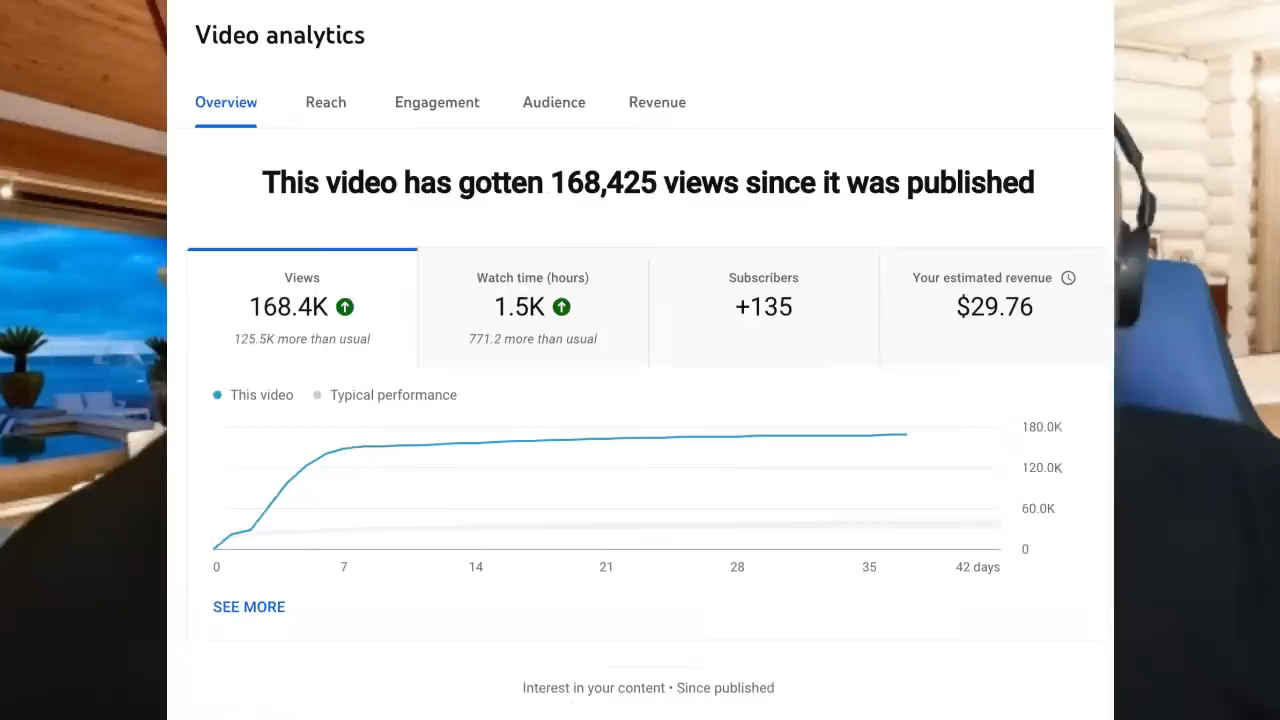 Video analytics
Overview Reach Engagement Audience Revenue
This video has gotten 168,425 views since it was published
Views Watch time (hours) Subscribers Your estimated revenue
168.4K 1.5K +135 $29.76
125.5K more than usual 771.2 more than usual
This video Typical performance
180.0K
120.0K
60.0K
0
0 7 14 21 28 35 42 days
SEE MORE
Interest in your content • Since published